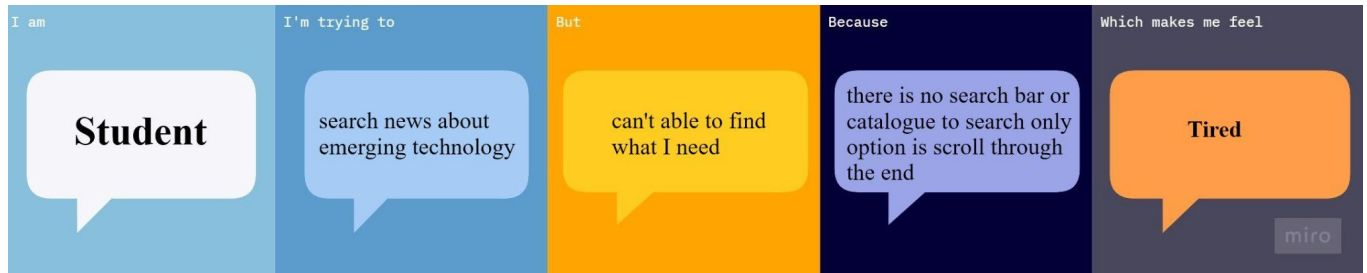 I am
Student
I'm trying to
search news about
emerging technology
But
can't able to find
what I need
Because
there is no search bar or
catalogue to search only
option is scroll through
the end
Which makes me feel
Tired
miro